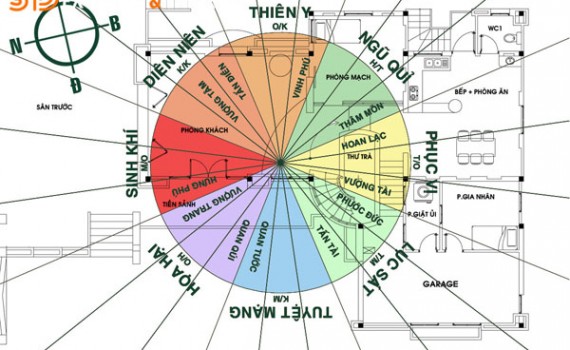 &
N
B
Đ
THIÊN Y
O/K
DIÊN NIÊN
K/K
NGŨ QUỈ
H/T
PHỤC VỊ
T/O
LỤC SÁT
T/M
TUYỆT MẠNG
K/M
HỌA HẠI
O/H
SINH KHÍ
M/O
TẤN ĐIỀN
VINH PHÚ
VƯỢNG TÀM
THÂM MÔN
HOAN LẠC
VƯỢNG TÀI
PHƯỚC ĐỨC
TẤN TÀI
QUAN TƯỚC
QUAN QUỈ
VƯỢNG TRANG
HƯNG PHÚ
PHÒNG MẠCH
PHÒNG KHÁCH
THƯ TRÀ
TIỀN SẢNH
SÂN TRƯỚC
WC1
BẾP + PHÒNG ĂN
P.GIA NHÂN
P.GIẶT ỦI
GARAGE